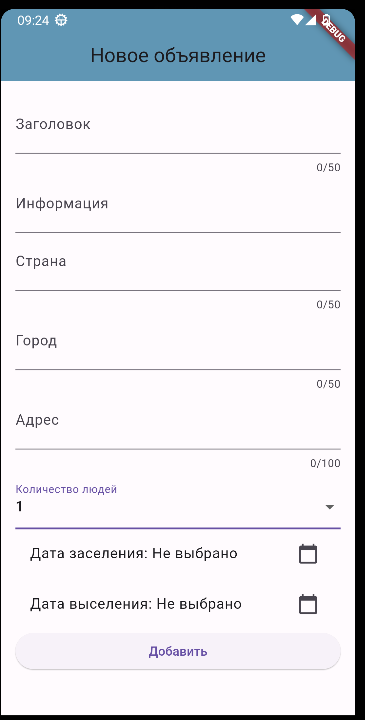 09:24
DEBUG
Новое объявление
Заголовок
0/50
Информация
Страна
0/50
Город
0/50
Адрес
0/100
Количество людей
1
Дата заселения: Не выбрано
Дата выселения: Не выбрано
Добавить